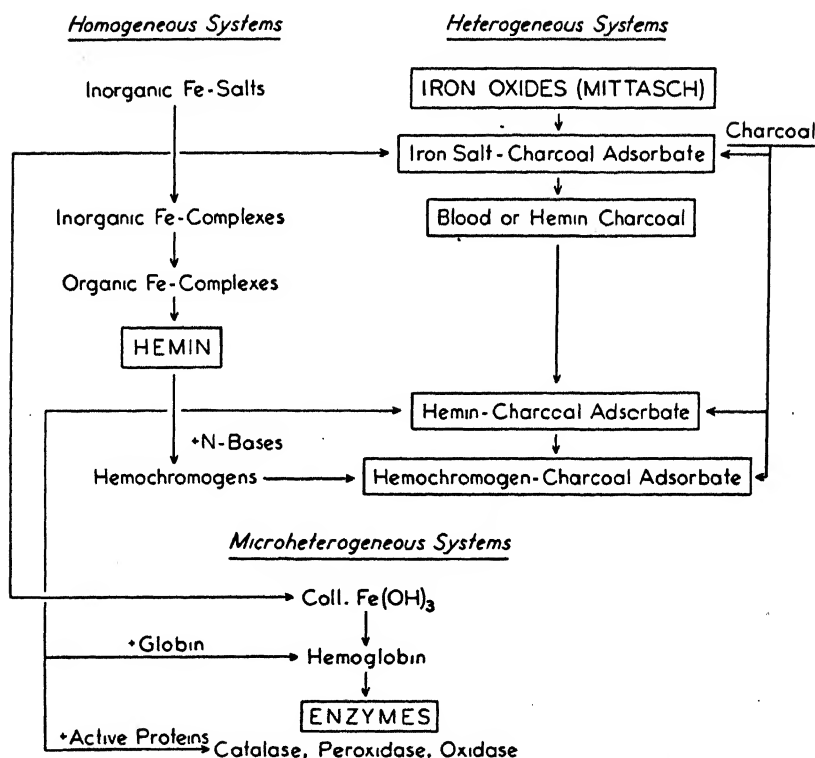 Homogeneous Systems
Heterogeneous Systems
Inorganic Fe-Salts
IRON OXIDES (MITTASCH)
Charcoal
Iron Salt-Charcoal Adsorbate
Inorganic Fe-Complexes
Blood or Hemin Charcoal
Organic Fe-Complexes
HEMIN
Hemin-Charcoal Adsorbate
+N-Bases
Hemochromogens
Hemochromogen-Charcoal Adsorbate
Microheterogeneous Systems
Coll. Fe(OH)₃
+Globin
Hemoglobin
ENZYMES
+Active Proteins
Catalase, Peroxidase, Oxidase